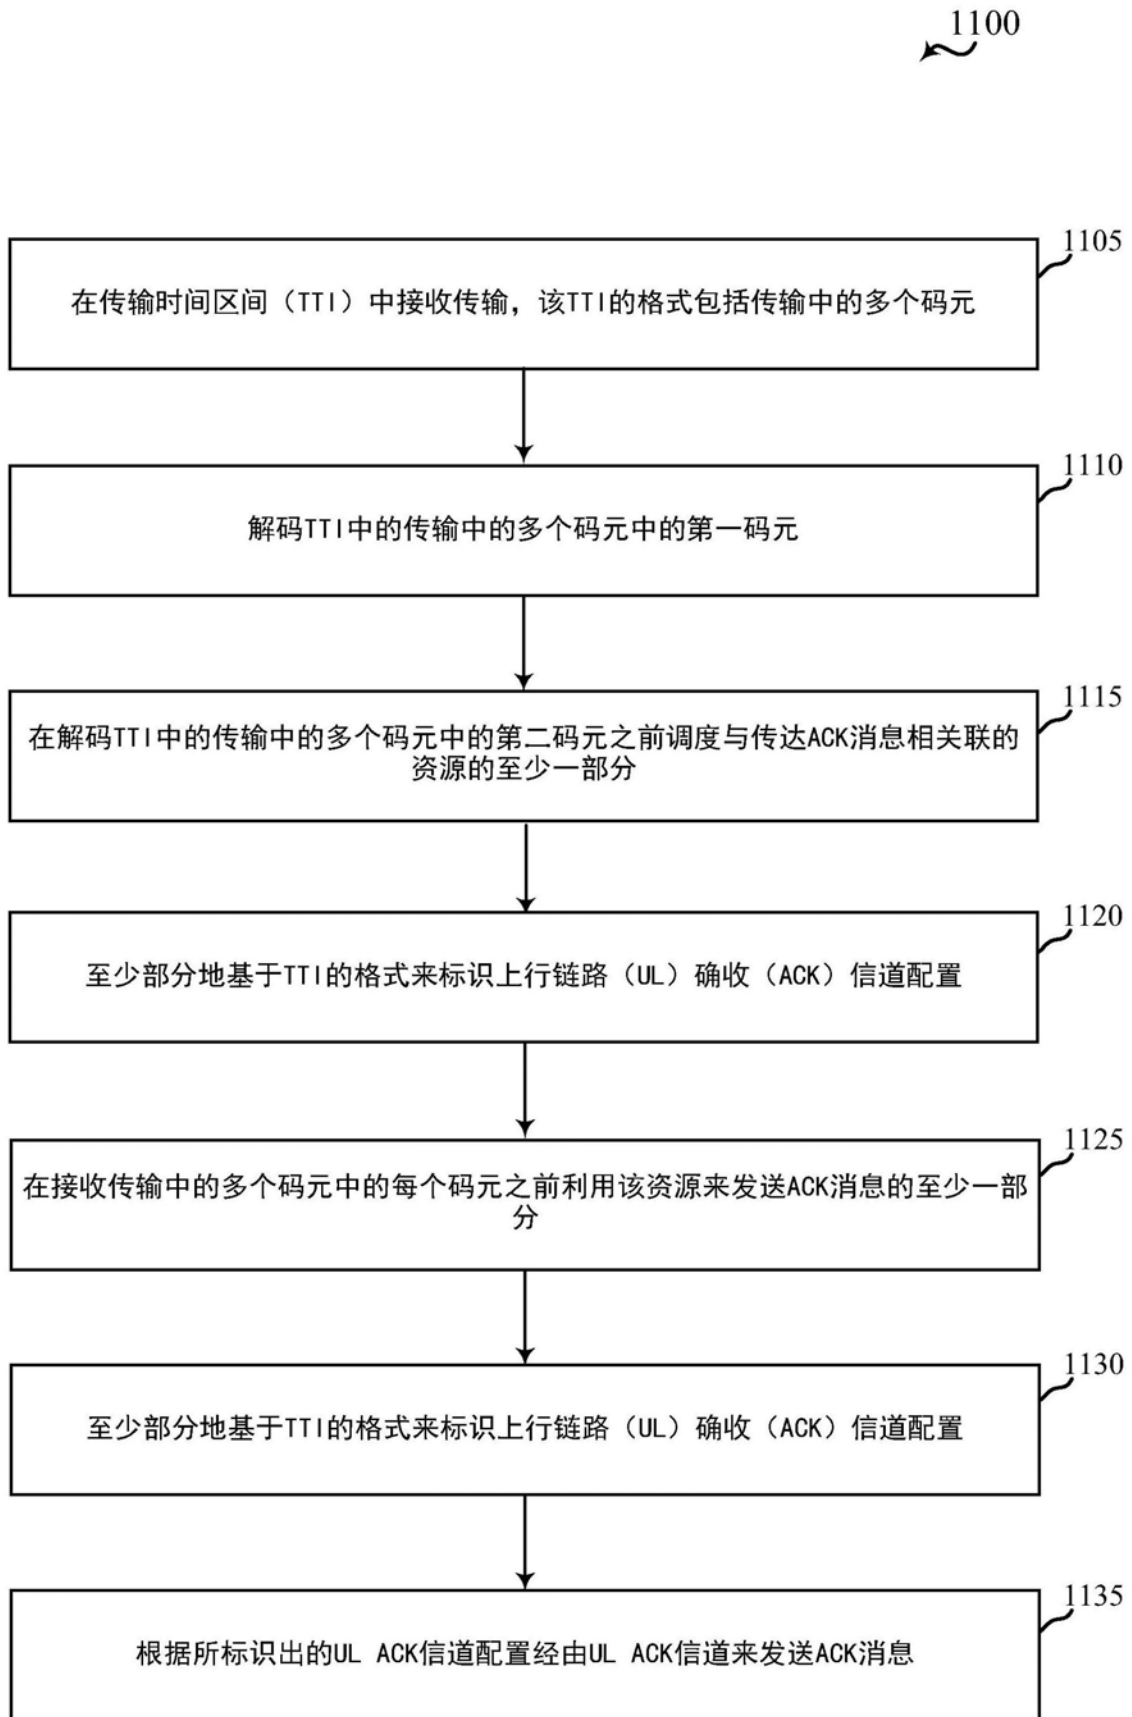 1100
1105
在传输时间区间（TTI）中接收传输，该TTI的格式包括传输中的多个码元
1110
解码TTI中的传输中的多个码元中的第一码元
1115
在解码TTI中的传输中的多个码元中的第二码元之前调度与传达ACK消息相关联的
资源的至少一部分
1120
至少部分地基于TTI的格式来标识上行链路（UL）确收（ACK）信道配置
1125
在接收传输中的多个码元中的每个码元之前利用该资源来发送ACK消息的至少一部
分
1130
至少部分地基于TTI的格式来标识上行链路（UL）确收（ACK）信道配置
1135
根据所标识出的UL ACK信道配置经由UL ACK信道来发送ACK消息